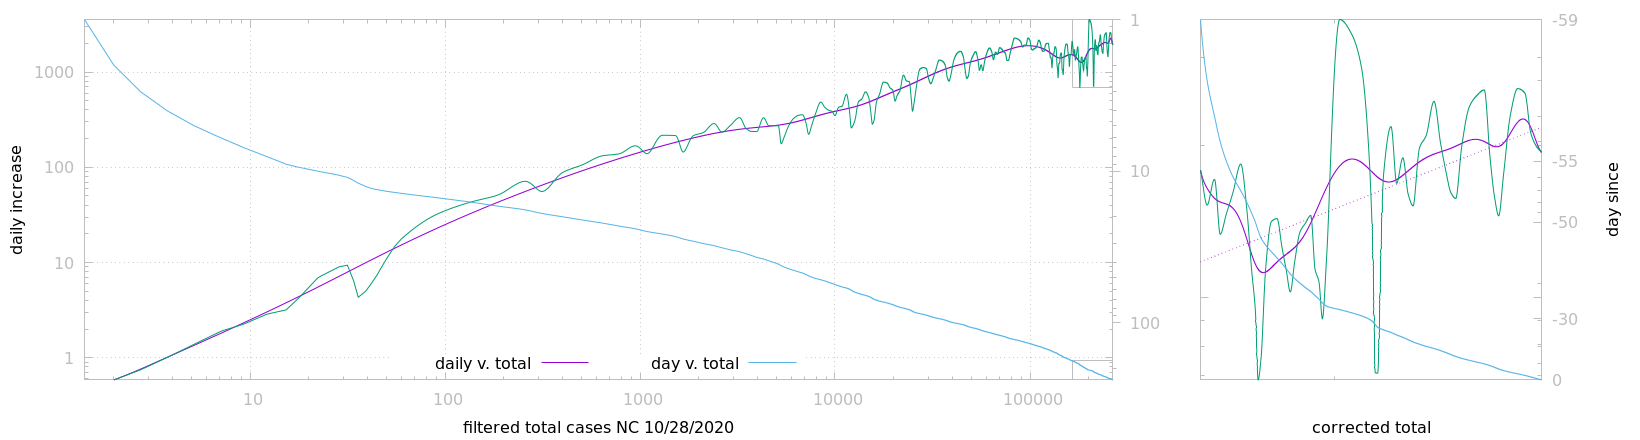 1000
100
10
1
daily increase
10
100
1000
10000
100000
filtered total cases NC 10/28/2020
daily v. total
day v. total
1
10
100
-59
-55
-50
-30
0
day since
corrected total